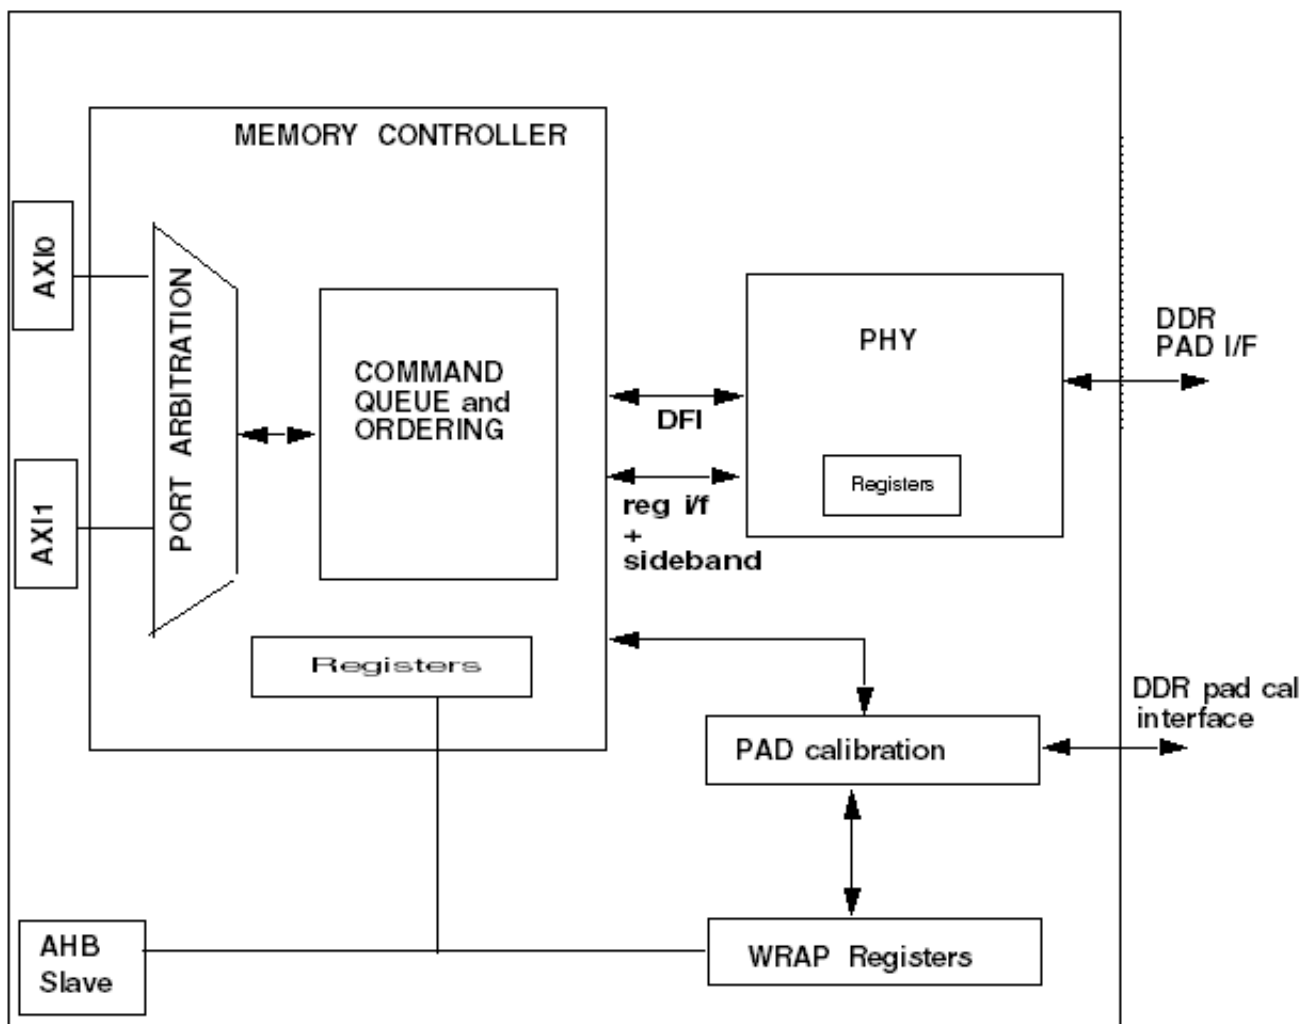 MEMORY CONTROLLER
AXI0
PORT ARBITRATION
COMMAND
QUEUE and
ORDERING
AXI1
Registers
DFI
reg i/f
+
sideband
PHY
Registers
DDR
PAD I/F
PAD calibration
DDR pad cal
interface
AHB
Slave
WRAP Registers